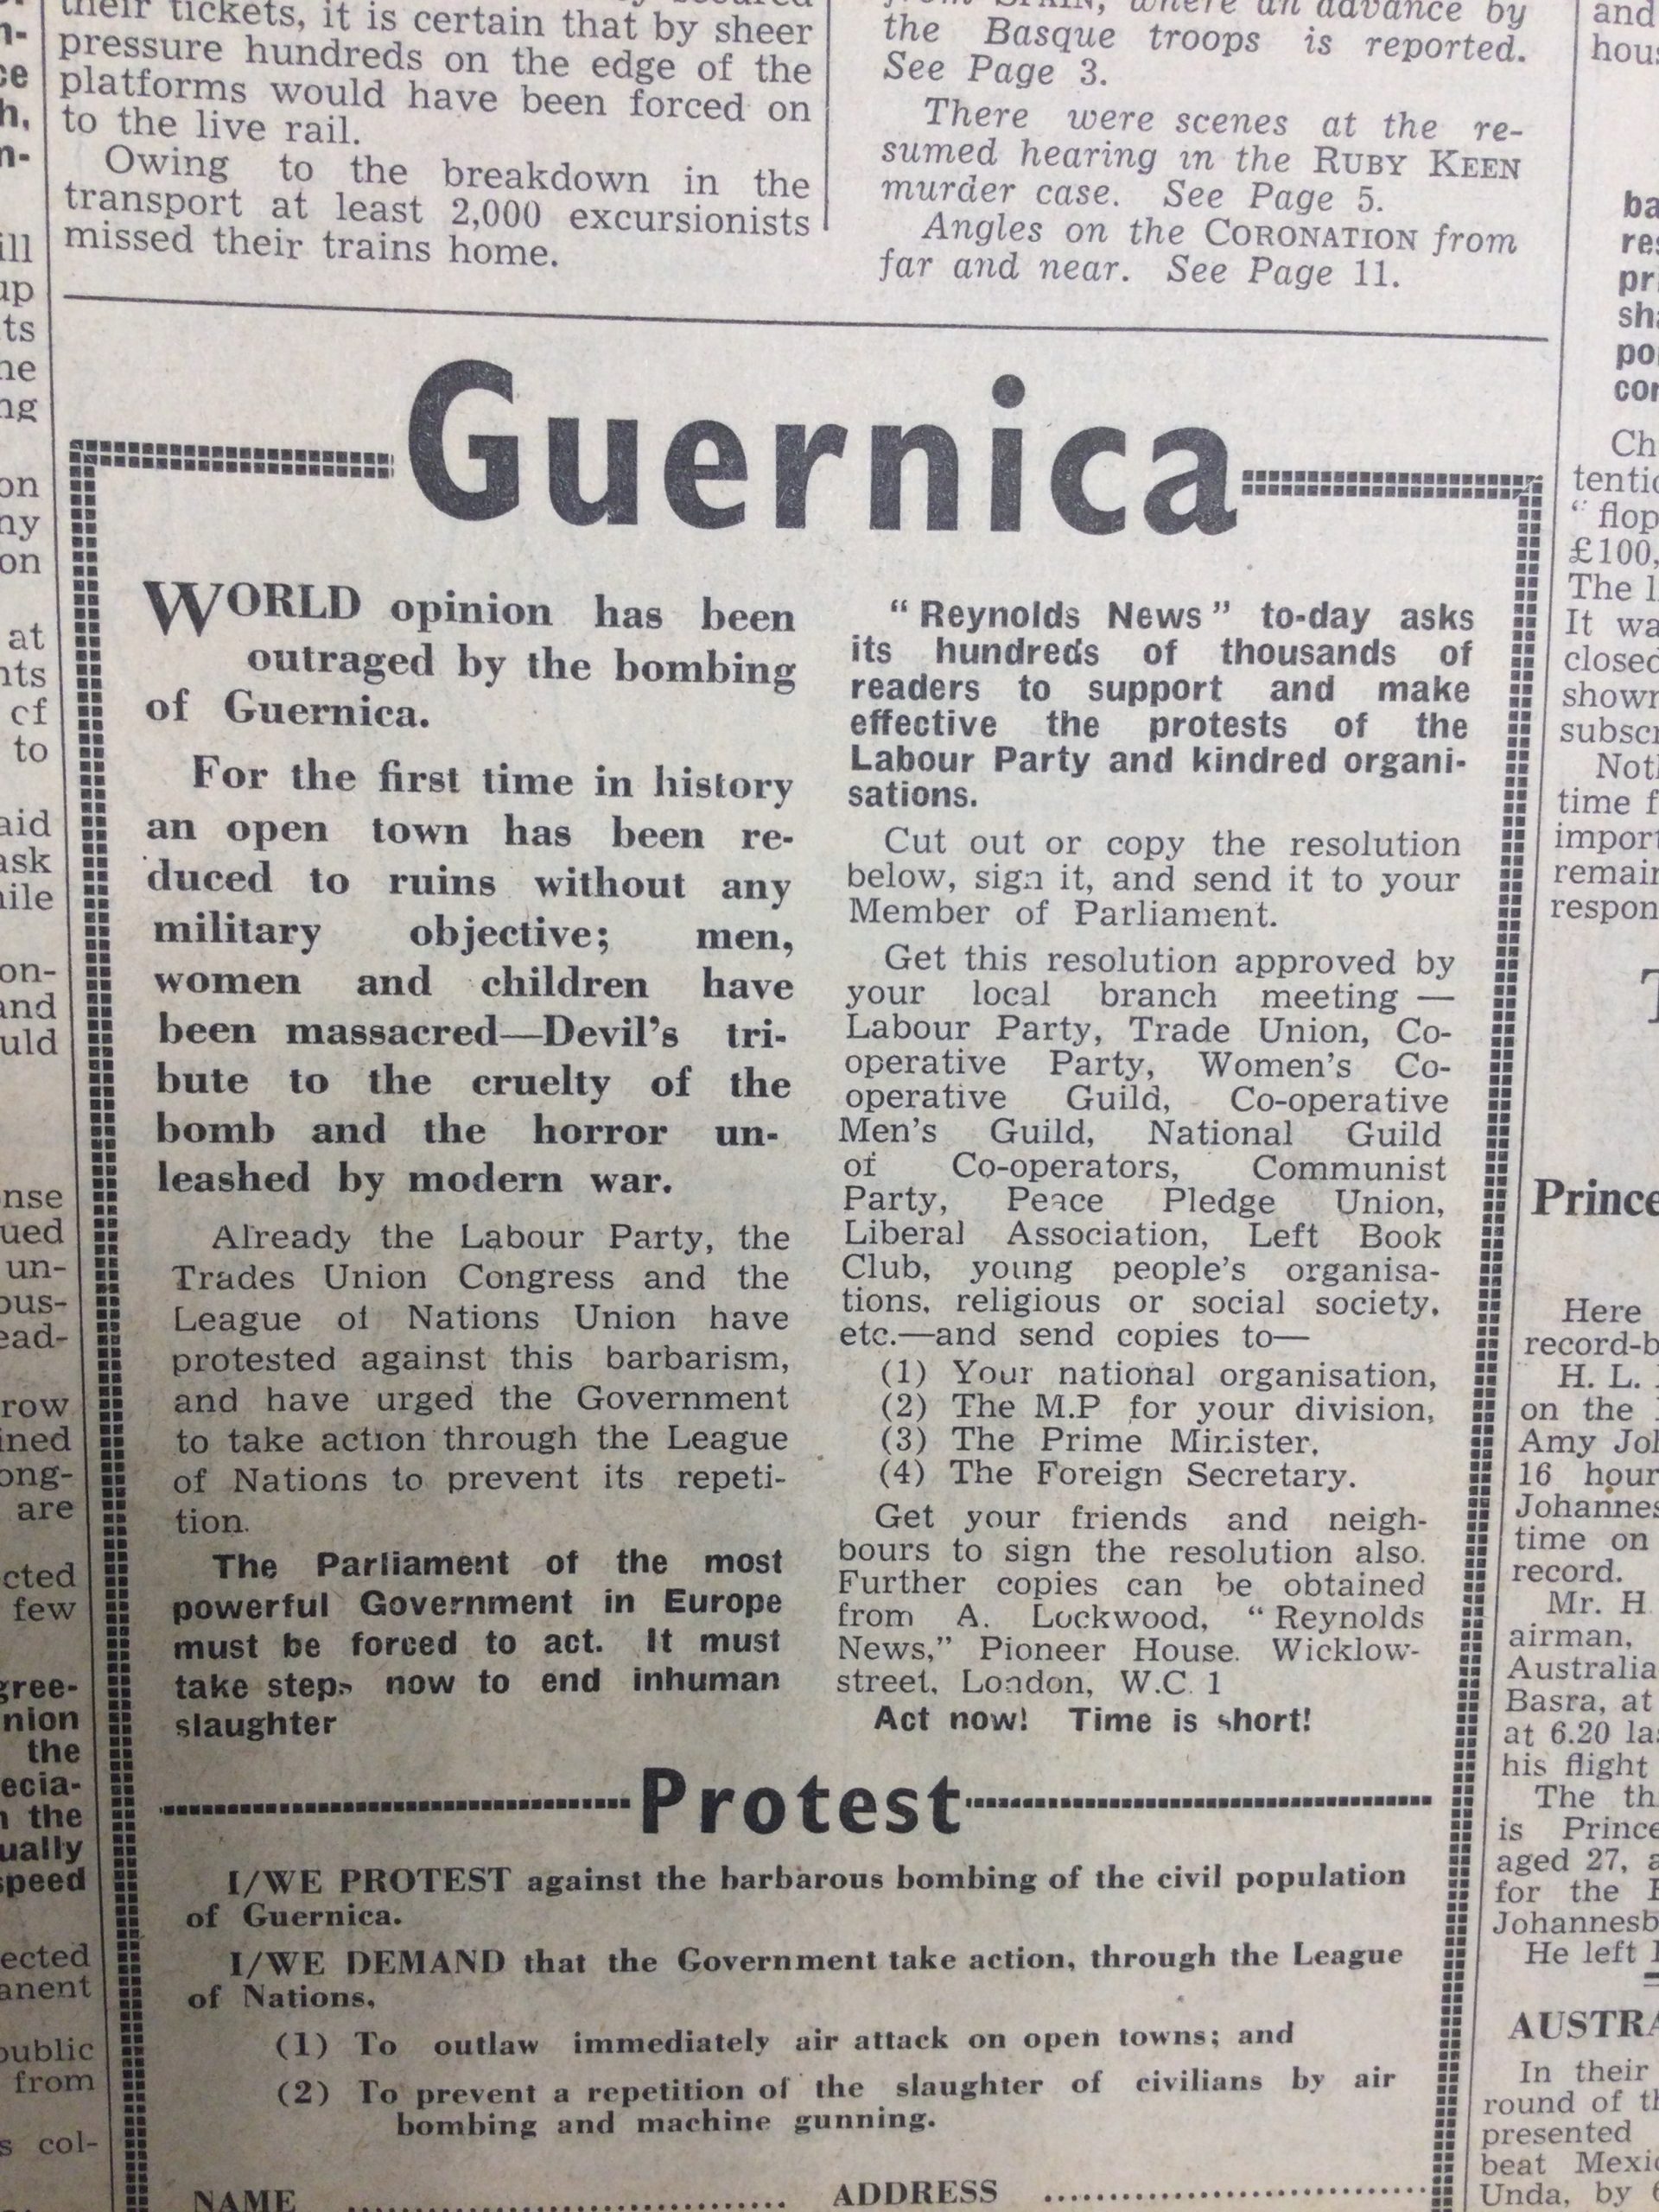 their tickets, it is certain that by sheer
pressure hundreds on the edge of the
platforms would have been forced on
to the live rail.
Owing to the breakdown in the
transport at least 2,000 excursionists
missed their trains home.
from SPAIN, where an advance by
the Basque troops is reported.
See Page 3.
There were scenes at the re-
sumed hearing in the RUBY KEEN
murder case. See Page 5.
Angles on the CORONATION from
far and near. See Page 11.
Guernica
WORLD opinion has been
outraged by the bombing
of Guernica.
For the first time in history
an open town has been re-
duced to ruins without any
military objective; men,
women and children have
been massacred—Devil's tri-
bute to the cruelty of the
bomb and the horror un-
leashed by modern war.
Already the Labour Party, the
Trades Union Congress and the
League of Nations Union have
protested against this barbarism,
and have urged the Government
to take action through the League
of Nations to prevent its repeti-
tion.
The Parliament of the most
powerful Government in Europe
must be forced to act. It must
take steps now to end inhuman
slaughter
"Reynolds News" to-day asks
its hundreds of thousands of
readers to support and make
effective the protests of the
Labour Party and kindred organi-
sations.
Cut out or copy the resolution
below, sign it, and send it to your
Member of Parliament.
Get this resolution approved by
your local branch meeting —
Labour Party, Trade Union, Co-
operative Party, Women's Co-
operative Guild, Co-operative
Men's Guild, National Guild
of Co-operators, Communist
Party, Peace Pledge Union,
Liberal Association, Left Book
Club, young people's organisa-
tions, religious or social society,
etc.—and send copies to—
(1) Your national organisation,
(2) The M.P for your division,
(3) The Prime Minister,
(4) The Foreign Secretary.
Get your friends and neigh-
bours to sign the resolution also.
Further copies can be obtained
from A. Lockwood, "Reynolds
News," Pioneer House. Wicklow-
street, London, W.C. 1
Act now! Time is short!
Protest
I/WE PROTEST against the barbarous bombing of the civil population
of Guernica.
I/WE DEMAND that the Government take action, through the League
of Nations,
(1) To outlaw immediately air attack on open towns; and
(2) To prevent a repetition of the slaughter of civilians by air
bombing and machine gunning.
NAME ........................ ADDRESS ........................
and
Prince
Here
record-b
H. L.
on the
Amy Joh
16 hour
Johannes
time on
record.
Mr. H
airman,
Australia
Basra, at
at 6.20 las
his flight
The th
is Prince
aged 27, a
for the
Johannesb
He left
AUSTRA
In their
round of th
presented
beat Mexic
Unda, by 6